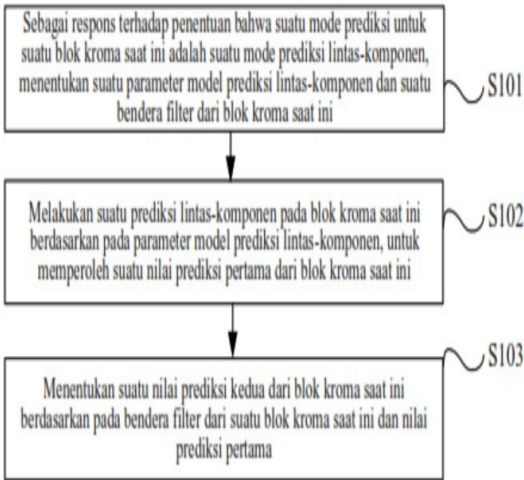 Sebagai respons terhadap penentuan bahwa suatu mode prediksi untuk
suatu blok kroma saat ini adalah suatu mode prediksi lintas-komponen,
menentukan suatu parameter model prediksi lintas-komponen dan suatu
bendera filter dari blok kroma saat ini
S101
Melakukan suatu prediksi lintas-komponen pada blok kroma saat ini
berdasarkan pada parameter model prediksi lintas-komponen, untuk
memperoleh suatu nilai prediksi pertama dari blok kroma saat ini
S102
Menentukan suatu nilai prediksi kedua dari blok kroma saat ini
berdasarkan pada bendera filter dari suatu blok kroma saat ini dan nilai
prediksi pertama
S103